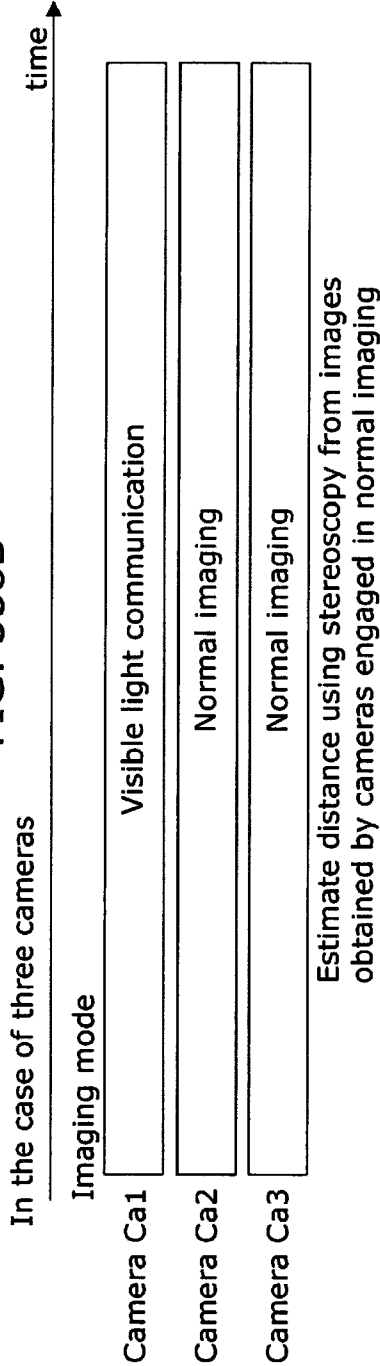 In the case of three cameras
time
Imaging mode
Camera Ca1
Visible light communication
Camera Ca2
Normal imaging
Camera Ca3
Normal imaging
Estimate distance using stereoscopy from images
obtained by cameras engaged in normal imaging